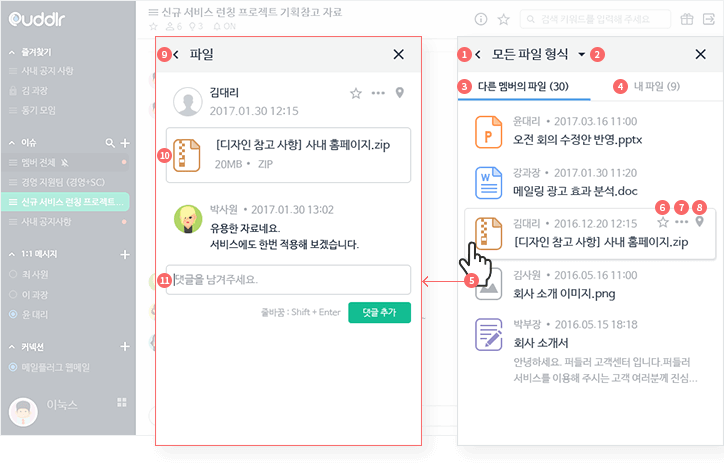 Quddlr
즐겨찾기
사내 공지 사항
김 과장
동기 모임
이슈
멤버 전체
경영지원팀 (경영+SC)
신규 서비스 런칭 프로젝트...
사내 공지사항
1:1 메시지
최 사원
이 과장
윤 대리
커넥션
메일플러그 웹메일
이눅스
신규 서비스 런칭 프로젝트 기획참고 자료
6 3 ON
검색 키워드를 입력해 주세요
9 파일
김대리
2017.01.30 12:15
10
[디자인 참고 사항] 사내 홈페이지.zip
20MB • ZIP
박사원 • 2017.01.30 13:02
유용한 자료네요.
서비스에도 한번 적용해 보겠습니다.
11 댓글을 남겨주세요.
줄바꿈 : Shift + Enter 댓글 추가
1 모든 파일 형식 2
3 다른 멤버의 파일 (30) 4 내 파일 (9)
윤대리 • 2017.03.16 11:00
오전 회의 수정안 반영.pptx
강과장 • 2017.01.30 11:20
메일링 광고 효과 분석.doc
김대리 • 2016.12.20 12:15 6 7 8
[디자인 참고 사항] 사내 홈페이지.zip
5
김사원 • 2016.05.16 11:00
회사 소개 이미지.png
박부장 • 2016.05.15 18:18
회사 소개서
안녕하세요. 퍼들러 고객센터 입니다.퍼들러
서비스를 이용해 주시는 고객 여러분께 진심...